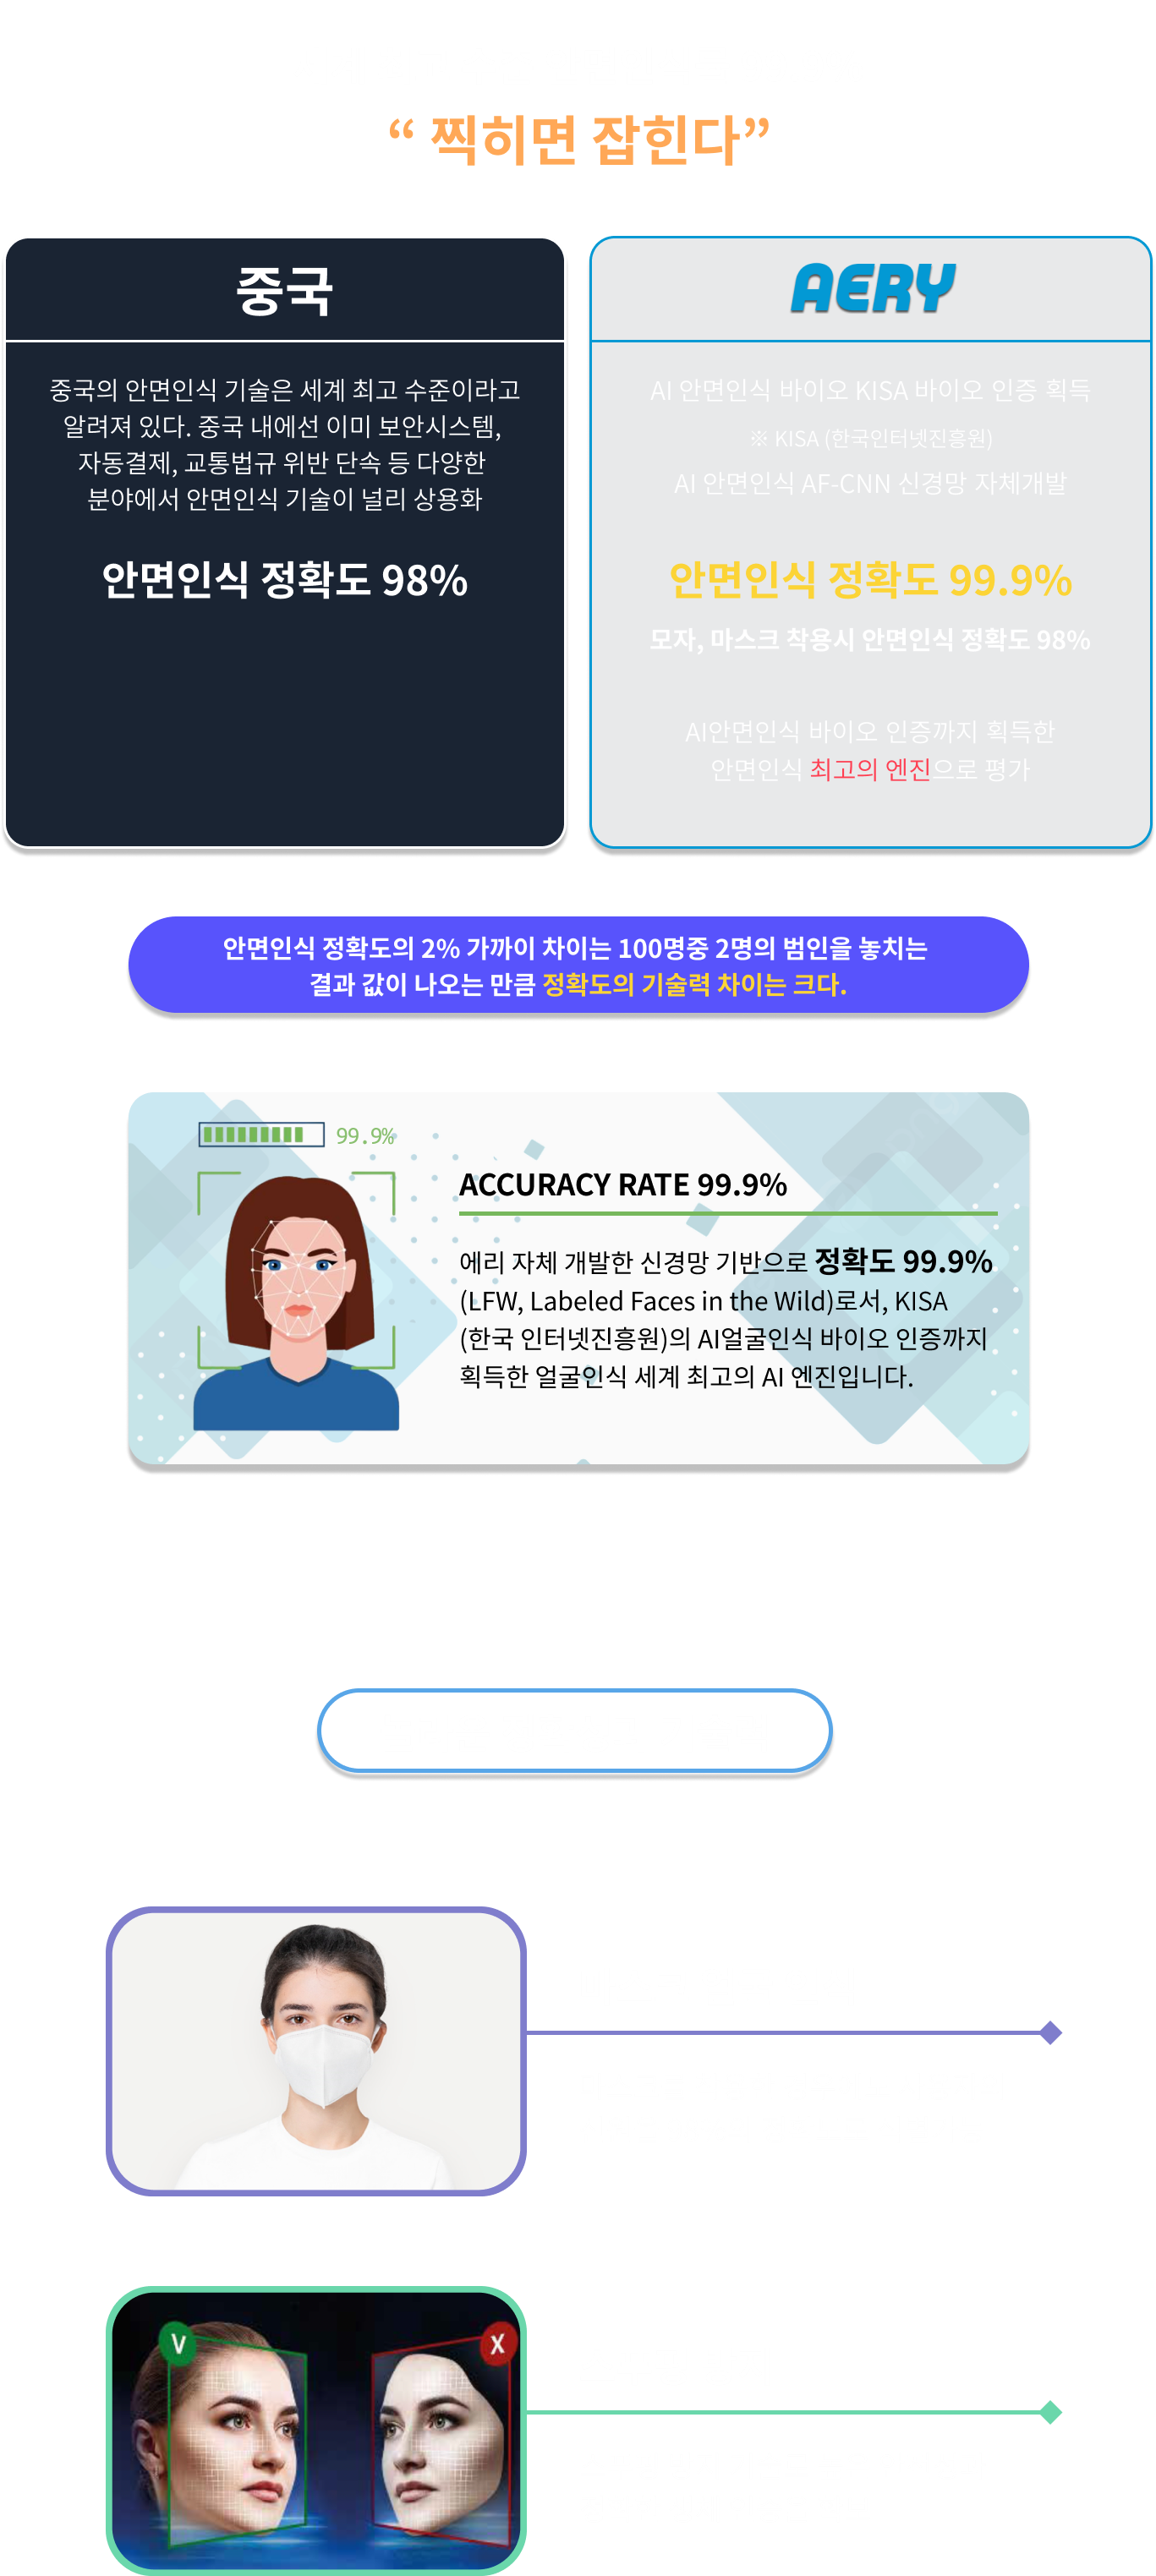 “ 찍히면 잡힌다”
중국
중국의 안면인식 기술은 세계 최고 수준이라고
알려져 있다. 중국 내에선 이미 보안시스템,
자동결제, 교통법규 위반 단속 등 다양한
분야에서 안면인식 기술이 널리 상용화
안면인식 정확도 98%
AERY
AI 안면인식 바이오 KISA 바이오 인증 획득
※ KISA (한국인터넷진흥원)
AI 안면인식 AF-CNN 신경망 자체개발
안면인식 정확도 99.9%
모자, 마스크 착용시 안면인식 정확도 98%
AI안면인식 바이오 인증까지 획득한
안면인식 최고의 엔진으로 평가
안면인식 정확도의 2% 가까이 차이는 100명중 2명의 범인을 놓치는
결과 값이 나오는 만큼 정확도의 기술력 차이는 크다.
99.9%
ACCURACY RATE 99.9%
에리 자체 개발한 신경망 기반으로 정확도 99.9%
(LFW, Labeled Faces in the Wild)로서, KISA
(한국 인터넷진흥원)의 AI얼굴인식 바이오 인증까지
획득한 얼굴인식 세계 최고의 AI 엔진입니다.
V
X